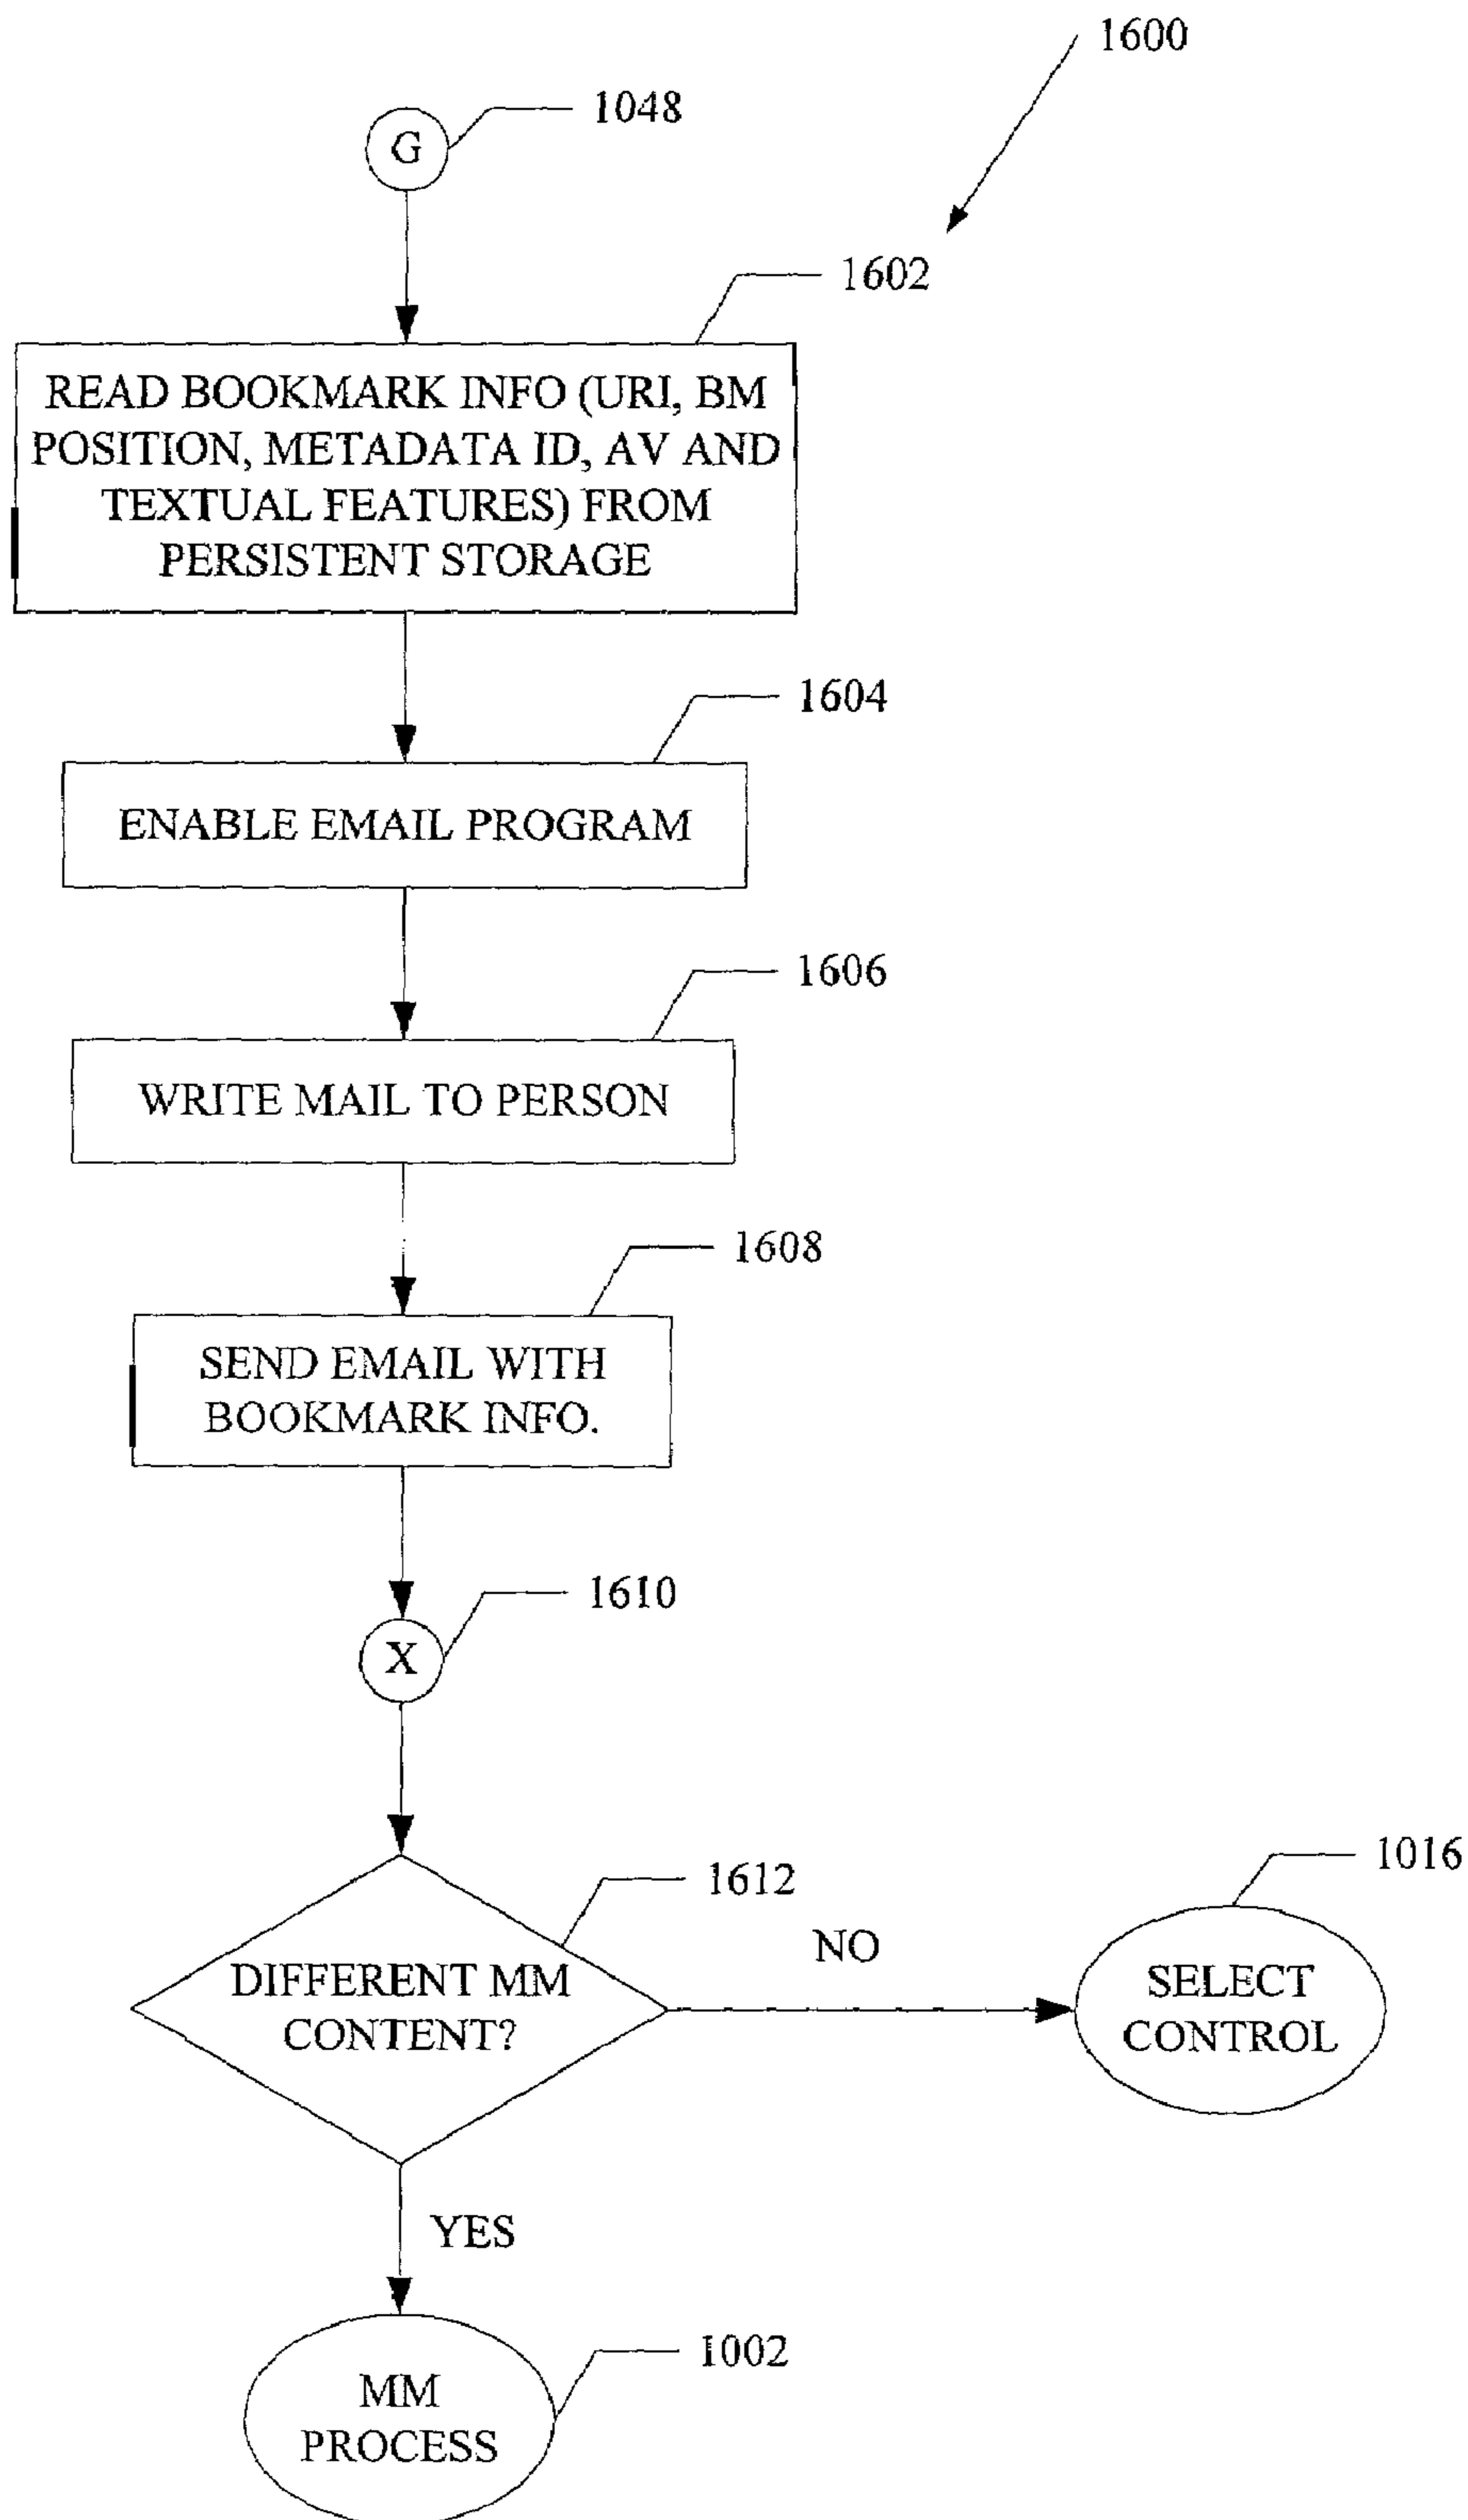 1600
1048
G
1602
READ BOOKMARK INFO (URI, BM
POSITION, METADATA ID, AV AND
TEXTUAL FEATURES) FROM
PERSISTENT STORAGE
1604
ENABLE EMAIL PROGRAM
1606
WRITE MAIL TO PERSON
1608
SEND EMAIL WITH
BOOKMARK INFO.
1610
X
1612
DIFFERENT MM
CONTENT?
NO
1016
SELECT
CONTROL
YES
1002
MM
PROCESS